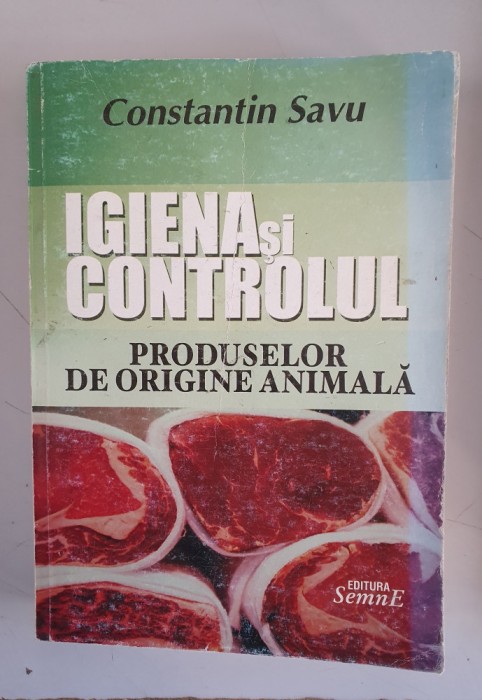 Constantin Savu
IGIENA și
CONTROLUL
PRODUSELOR
DE ORIGINE ANIMALĂ
EDITURA
SemnE